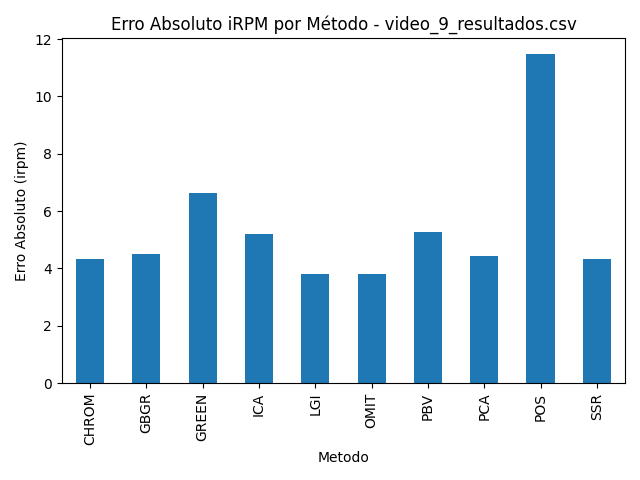 Erro Absoluto iRPM por Método - video_9_resultados.csv
12
10
8
6
4
2
0
Erro Absoluto (irpm)
CHROM
GBGR
GREEN
ICA
LGI
OMIT
PBV
PCA
POS
SSR
Metodo